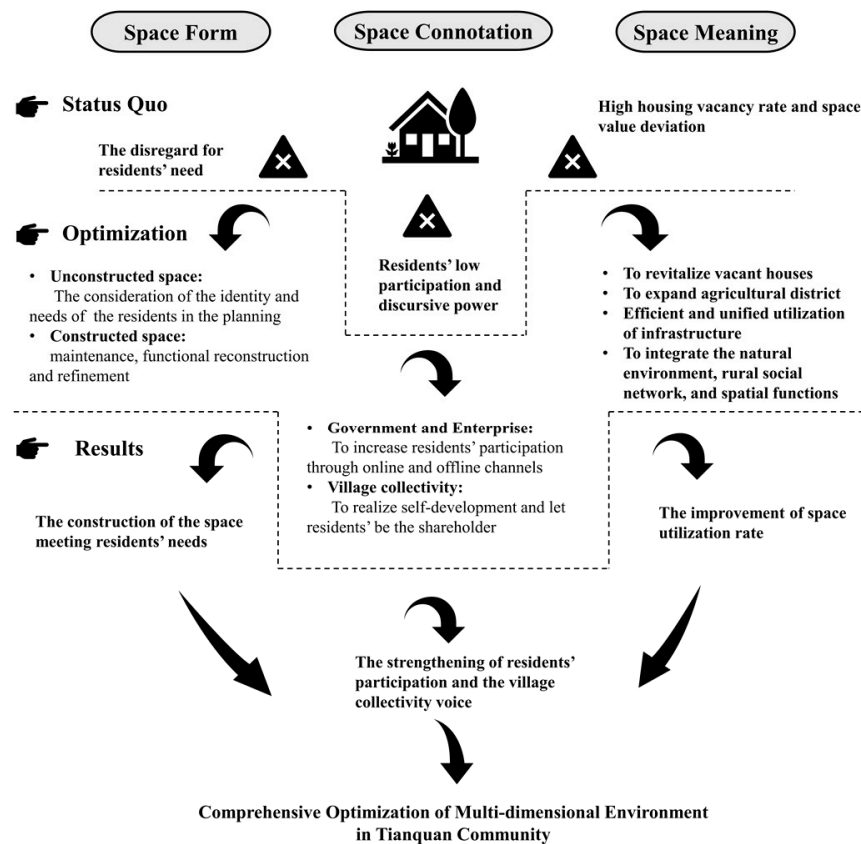 Space Form
Space Connotation
Space Meaning
Status Quo
The disregard for
residents' need
High housing vacancy rate and space
value deviation
Residents' low
participation and
discursive power
Optimization
• Unconstructed space:
The consideration of the identity and
needs of the residents in the planning
• Constructed space:
maintenance, functional reconstruction
and refinement
• Government and Enterprise:
To increase residents' participation
through online and offline channels
• Village collectivity:
To realize self-development and let
residents' be the shareholder
• To revitalize vacant houses
• To expand agricultural district
• Efficient and unified utilization
of infrastructure
• To integrate the natural
environment, rural social
network, and spatial functions
Results
The construction of the space
meeting residents' needs
The strengthening of residents'
participation and the village
collectivity voice
The improvement of space
utilization rate
Comprehensive Optimization of Multi-dimensional Environment
in Tianquan Community